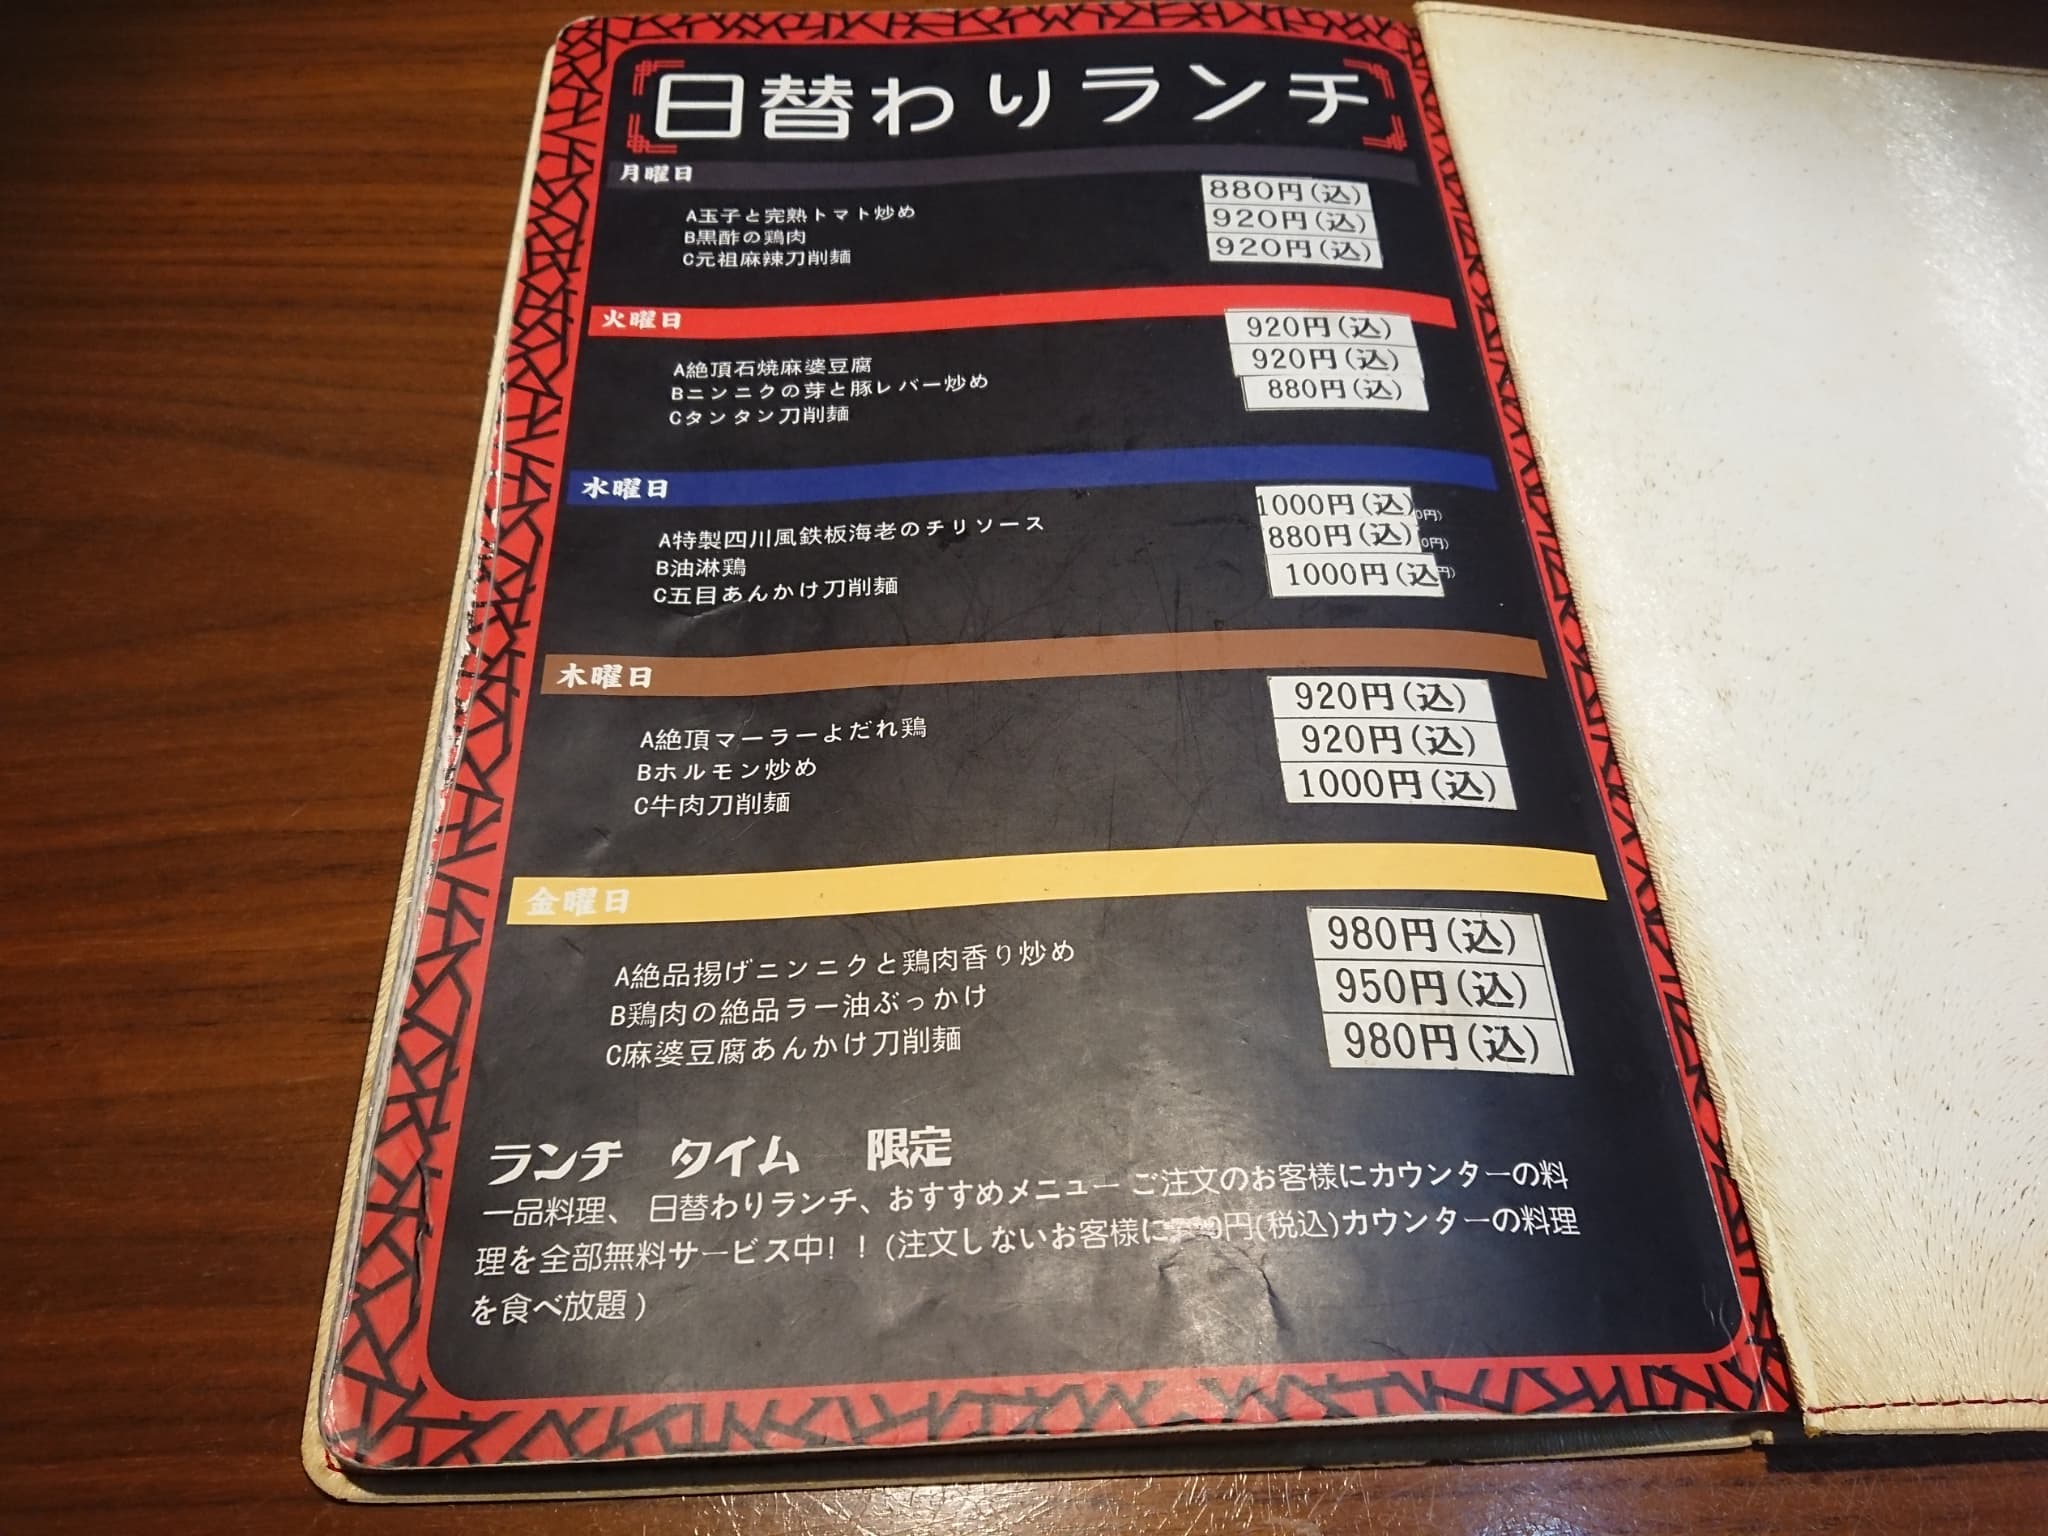 日替わりランチ
月曜日
A玉子と完熟トマト炒め 880円(込)
B黒酢の鶏肉 920円(込)
C元祖麻辣刀削麺 920円(込)
火曜日
A絶頂石焼麻婆豆腐 920円(込)
Bニンニクの芽と豚レバー炒め 920円(込)
Cタンタン刀削麺 880円(込)
水曜日
A特製四川風鉄板海老のチリソース 1000円(込) 0円)
B油淋鶏 880円(込) 0円)
C五目あんかけ刀削麺 1000円(込 円)
木曜日
A絶頂マーラーよだれ鶏 920円(込)
Bホルモン炒め 920円(込)
C牛肉刀削麺 1000円(込)
金曜日
A絶品揚げニンニクと鶏肉香り炒め 980円(込)
B鶏肉の絶品ラー油ぶっかけ 950円(込)
C麻婆豆腐あんかけ刀削麺 980円(込)
ランチ タイム 限定
一品料理、 日替わりランチ、おすすめメニュー ご注文のお客様にカウンターの料
理を全部無料サービス中！！(注文しないお客様に 円(税込)カウンターの料理
を食べ放題)